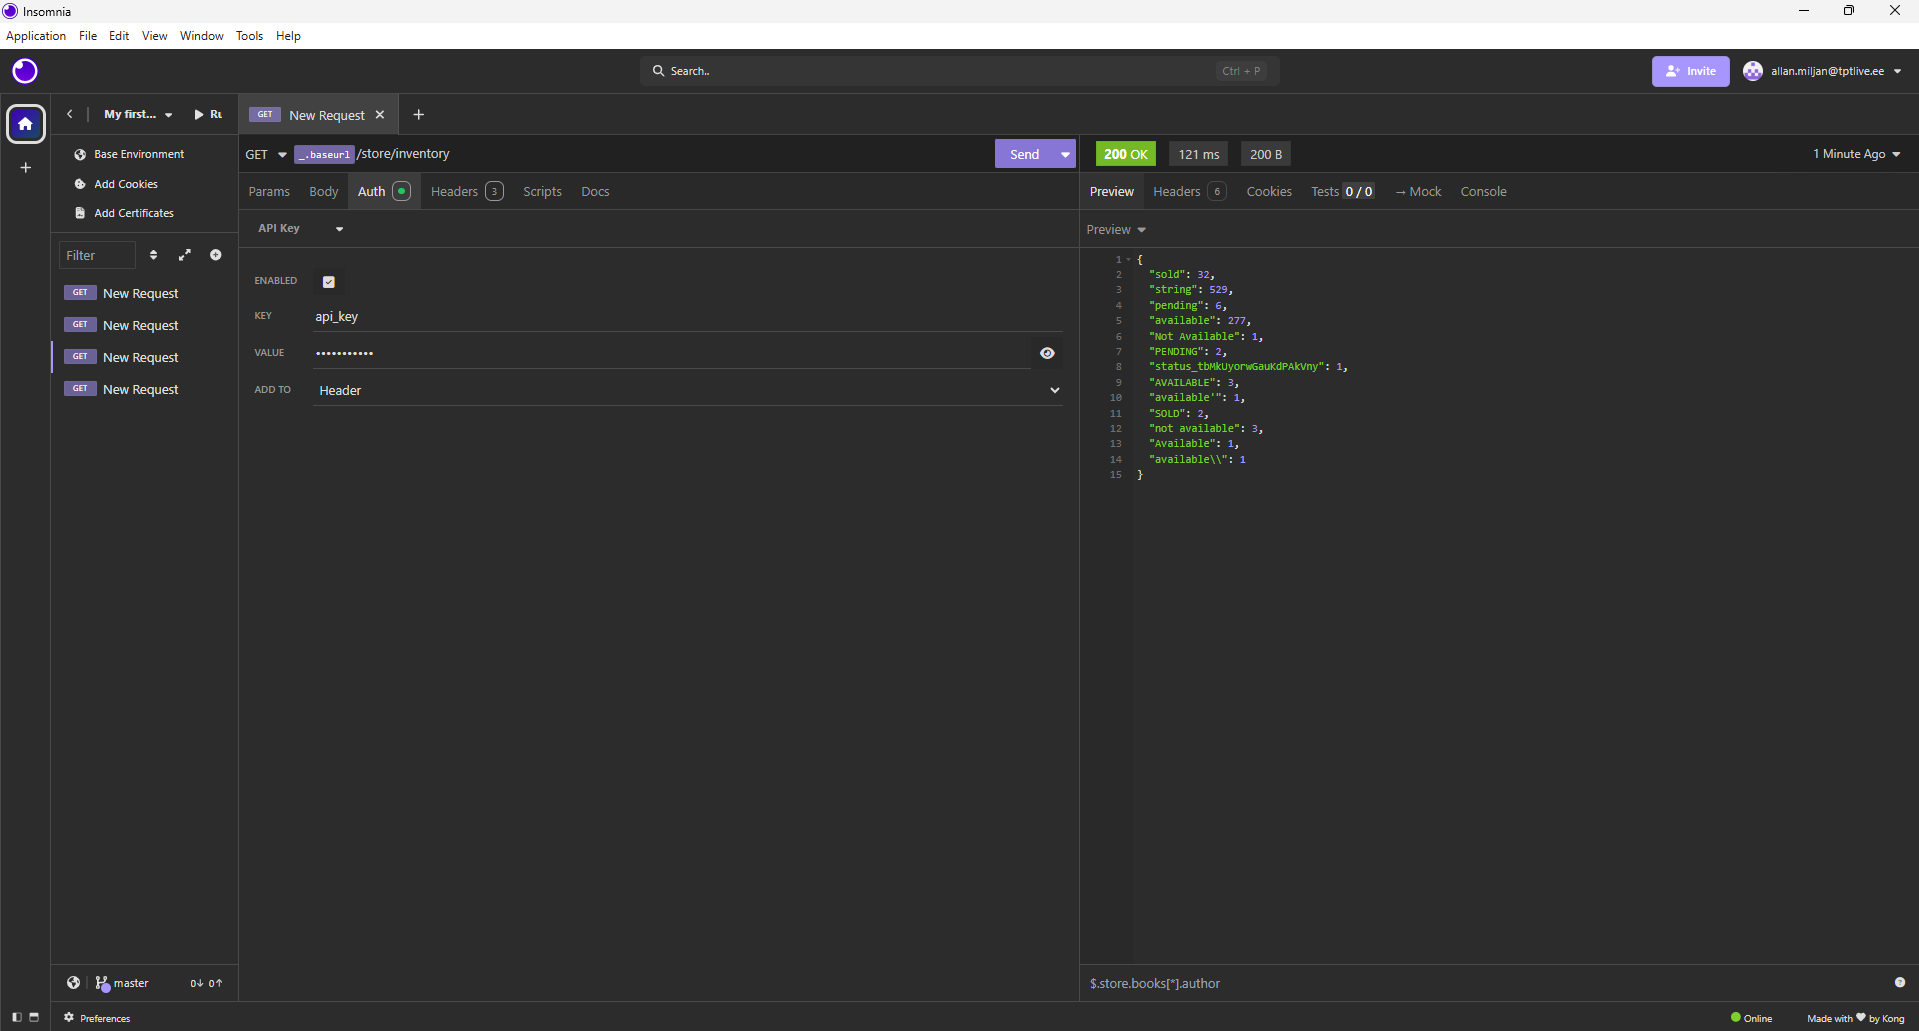 Insomnia
Application File Edit View Window Tools Help
Search.. Ctrl + P
Invite
allan.miljan@tptlive.ee
My first... Ru
GET New Request
Base Environment
Add Cookies
Add Certificates
Filter
GET New Request
GET New Request
GET New Request
GET New Request
master 0↓ 0↑
GET _.baseurl /store/inventory Send
Params Body Auth Headers 3 Scripts Docs
API Key
ENABLED
KEY api_key
VALUE •••••••••••
ADD TO Header
200 OK 121 ms 200 B 1 Minute Ago
Preview Headers 6 Cookies Tests 0 / 0 → Mock Console
Preview
1 {
2 "sold": 32,
3 "string": 529,
4 "pending": 6,
5 "available": 277,
6 "Not Available": 1,
7 "PENDING": 2,
8 "status_tbMkUyorwGauKdPAkVny": 1,
9 "AVAILABLE": 3,
10 "available'": 1,
11 "SOLD": 2,
12 "not available": 3,
13 "Available": 1,
14 "available\\": 1
15 }
$.store.books[*].author
Preferences
Online
Made with ♥ by Kong